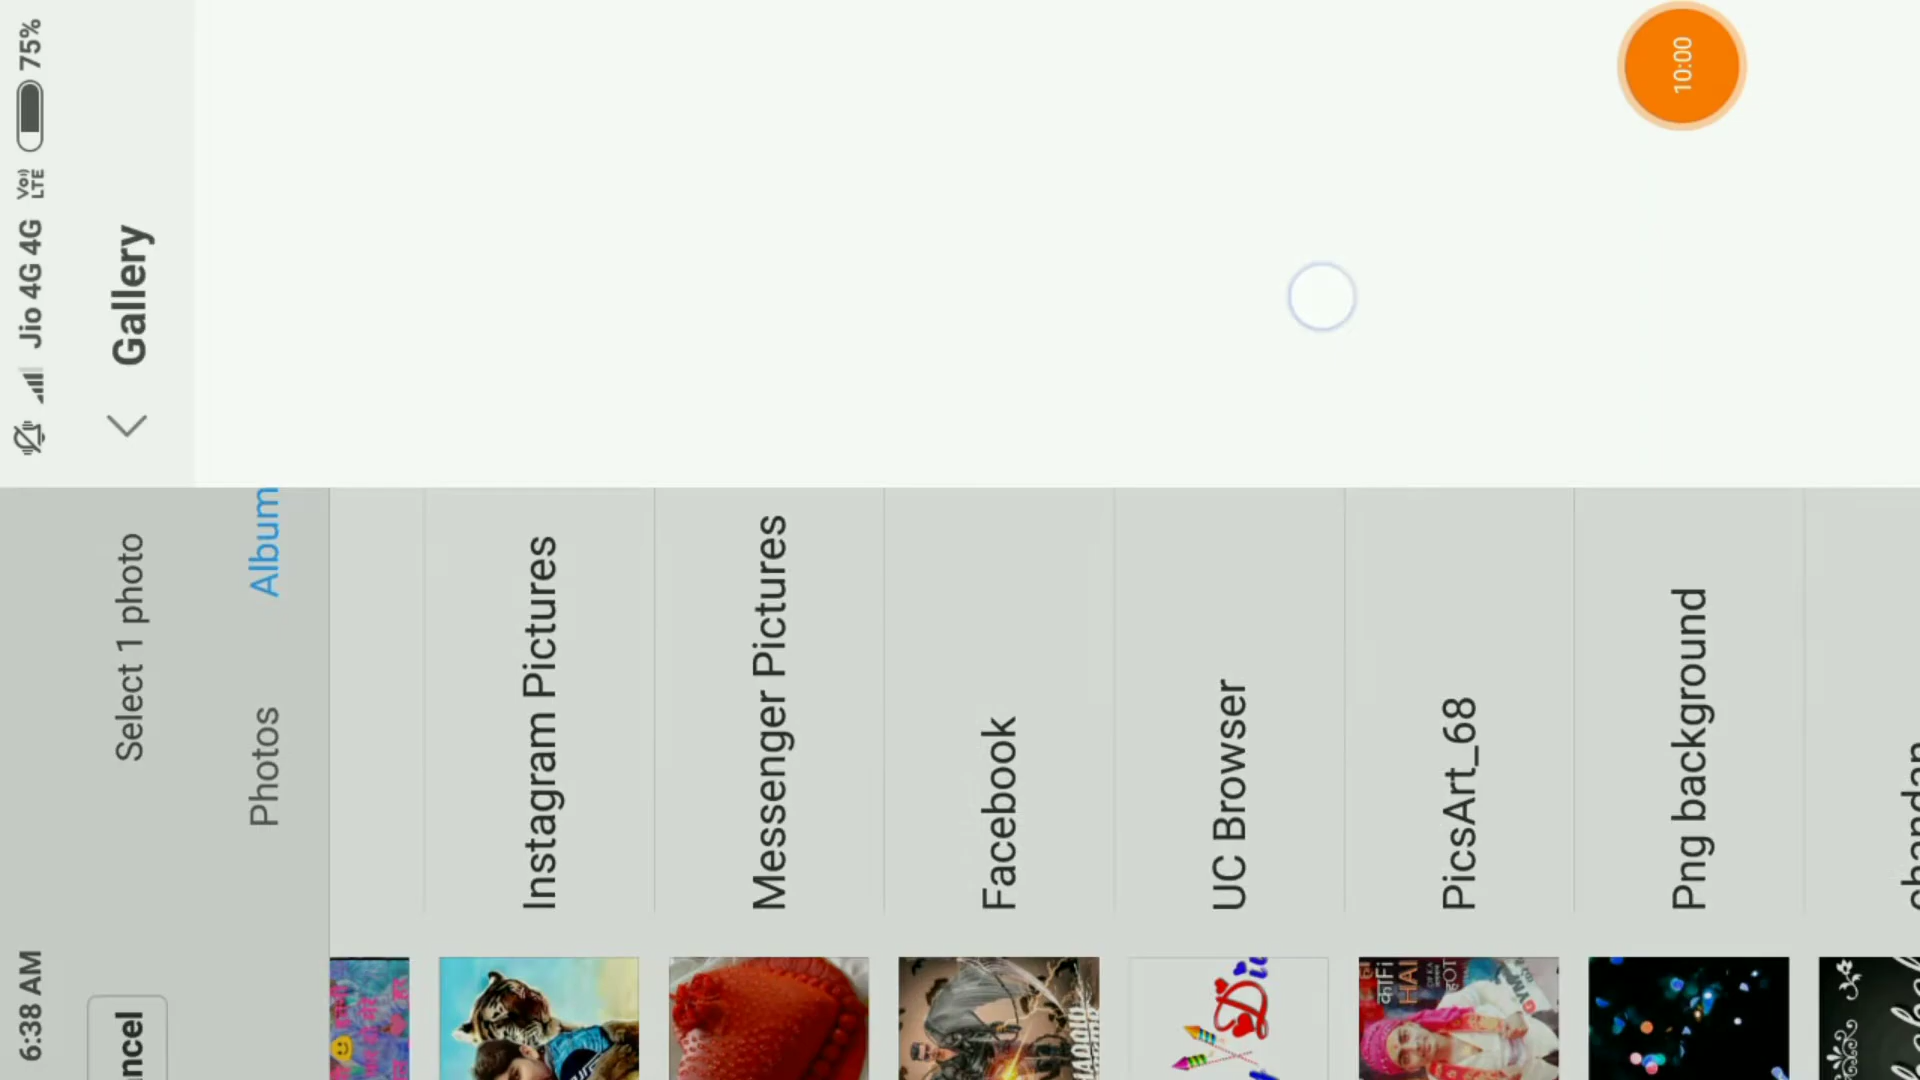 6:38 AM
Jio 4G 4G
Vo))
LTE
75%
10:00
Gallery
ncel
Select 1 photo
Photos
Album
Instagram Pictures
Messenger Pictures
Facebook
UC Browser
PicsArt_68
Png background
chandan